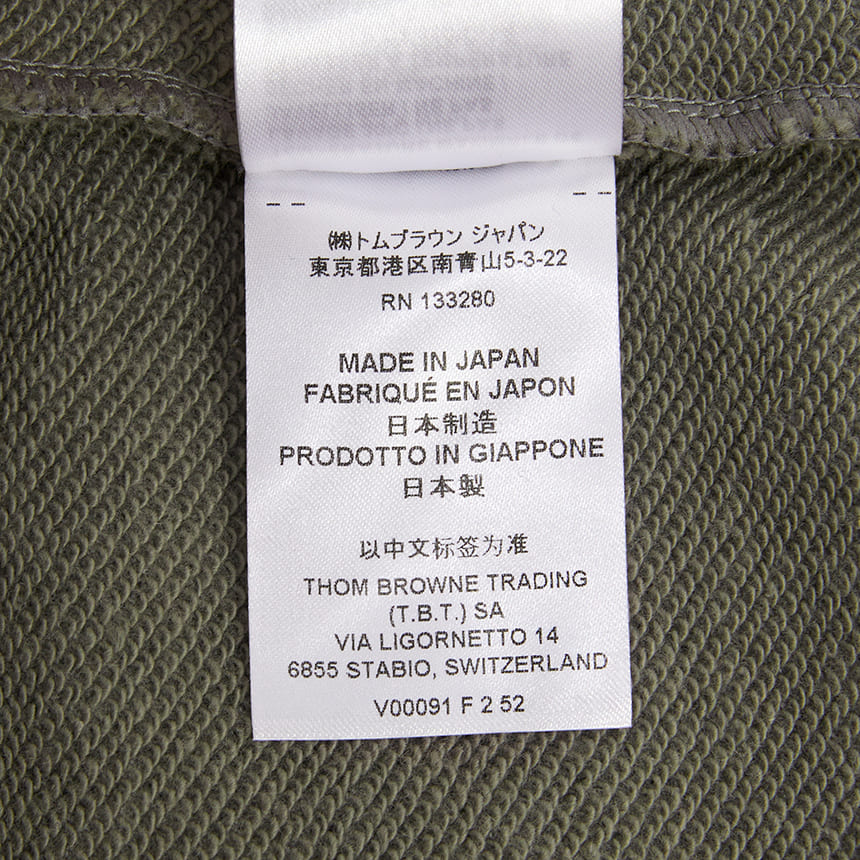 ㈱トムブラウン ジャパン
東京都港区南青山5-3-22
RN 133280
MADE IN JAPAN
FABRIQUÉ EN JAPON
日本制造
PRODOTTO IN GIAPPONE
日本製
以中文标签为准
THOM BROWNE TRADING
(T.B.T.) SA
VIA LIGORNETTO 14
6855 STABIO, SWITZERLAND
V00091 F 2 52